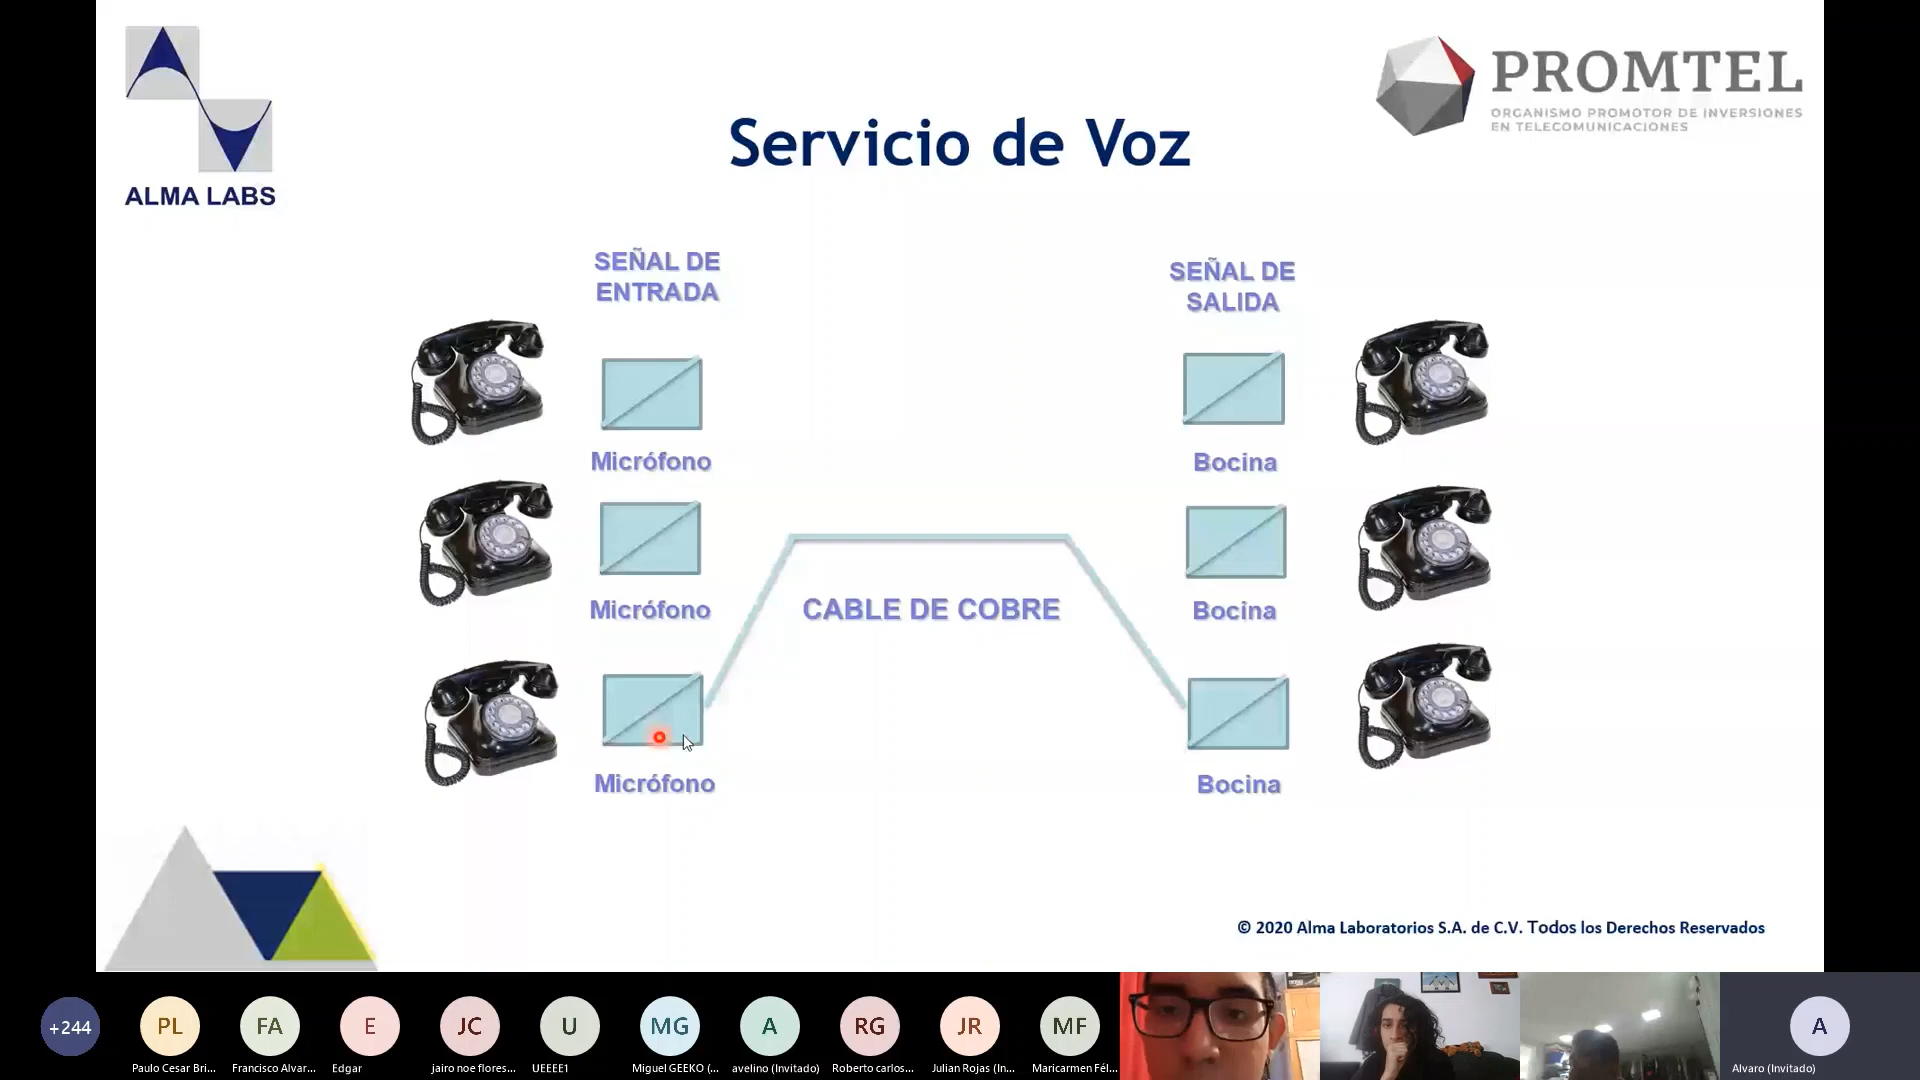 ALMA LABS
PROMTEL
ORGANISMO PROMOTOR DE INVERSIONES
EN TELECOMUNICACIONES
Servicio de Voz
SEÑAL DE
ENTRADA
SEÑAL DE
SALIDA
Micrófono
Bocina
Micrófono
CABLE DE COBRE
Bocina
Micrófono
Bocina
© 2020 Alma Laboratorios S.A. de C.V. Todos los Derechos Reservados
+244
PL
FA
E
JC
U
MG
A
RG
JR
MF
A
Paulo Cesar Bri...
Francisco Alvar...
Edgar
jairo noe flores...
UEEEE1
Miguel GEEKO (...
avelino (Invitado)
Roberto carlos...
Julian Rojas (In...
Maricarmen Fél...
Alvaro (Invitado)